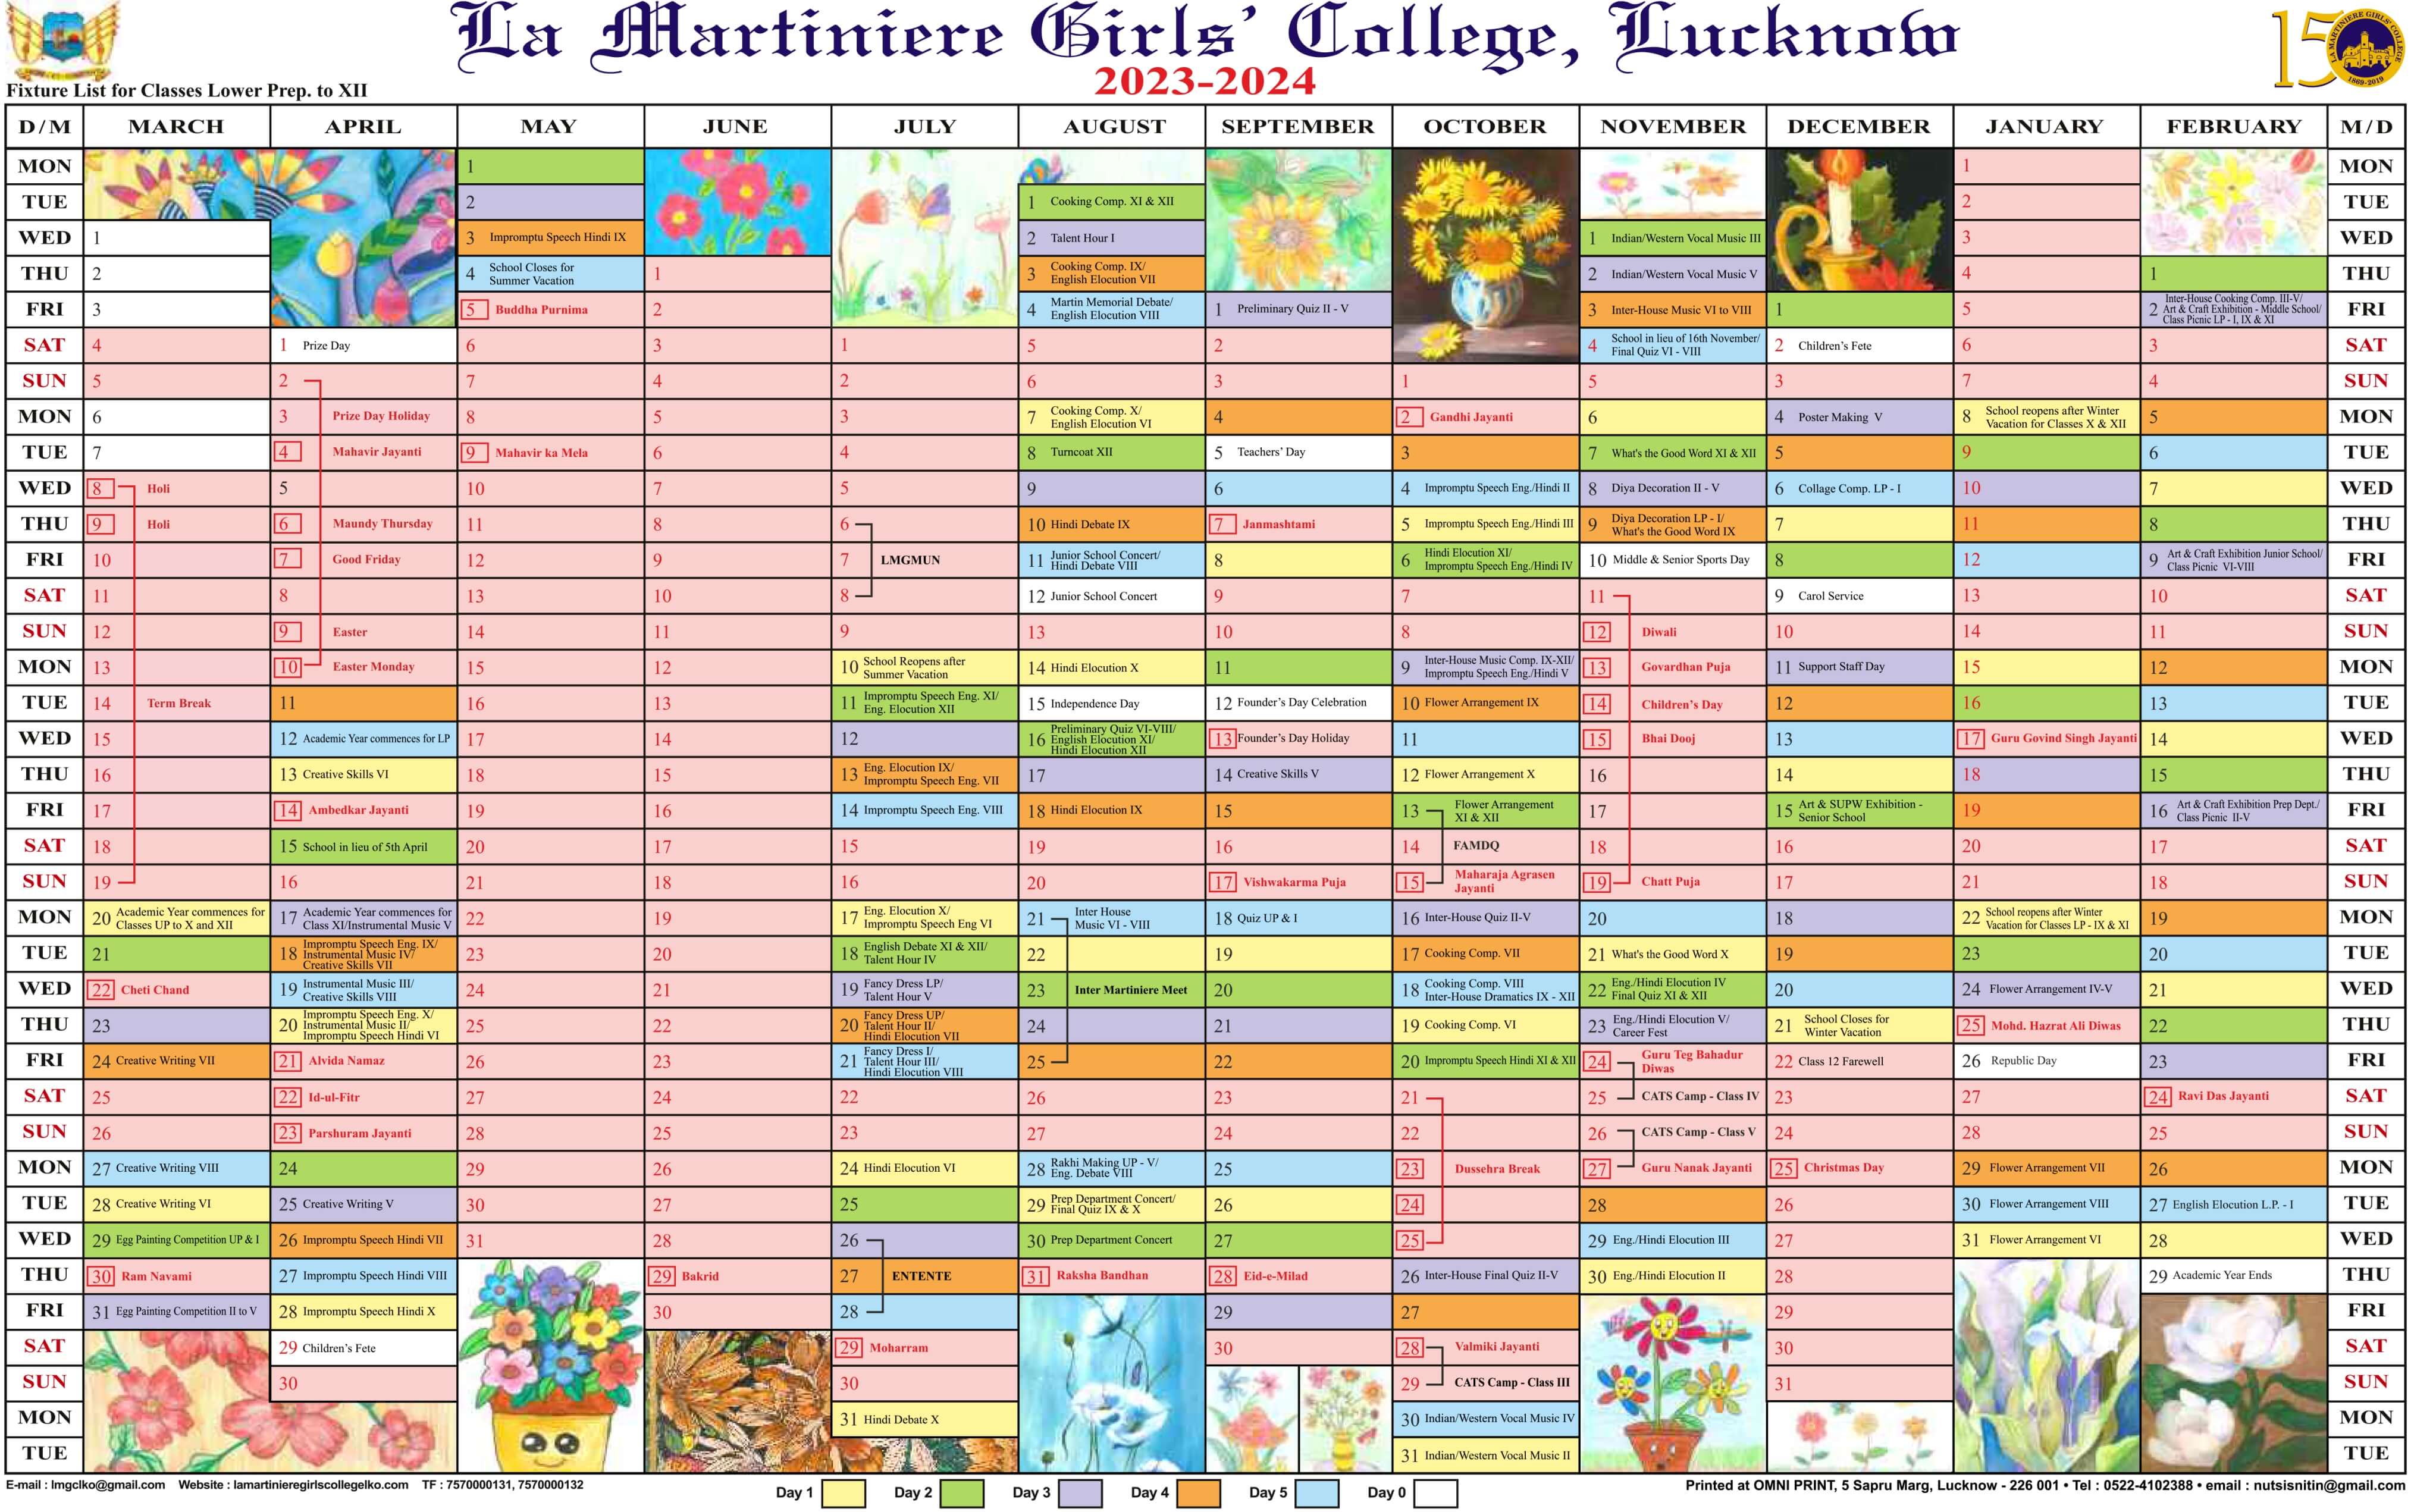 La Martiniere Girls' College, Lucknow
2023-2024
15
LA MARTINIERE GIRLS' COLLEGE
1869-2019
Fixture List for Classes Lower Prep. to XII
D/M
MON
TUE
WED
THU
FRI
SAT
SUN
MON
TUE
WED
THU
FRI
SAT
SUN
MON
TUE
WED
THU
FRI
SAT
SUN
MON
TUE
WED
THU
FRI
SAT
SUN
MON
TUE
WED
THU
FRI
SAT
SUN
MON
TUE
MARCH
1
2
3
4
5
6
7
8 Holi
9 Holi
10
11
12
13
14 Term Break
15
16
17
18
19
20 Academic Year commences for
Classes UP to X and XII
21
22 Cheti Chand
23
24 Creative Writing VII
25
26
27 Creative Writing VIII
28 Creative Writing VI
29 Egg Painting Competition UP & I
30 Ram Navami
31 Egg Painting Competition II to V
APRIL
1 Prize Day
2
3 Prize Day Holiday
4 Mahavir Jayanti
5
6 Maundy Thursday
7 Good Friday
8
9 Easter
10 Easter Monday
11
12 Academic Year commences for LP
13 Creative Skills VI
14 Ambedkar Jayanti
15 School in lieu of 5th April
16
17 Academic Year commences for
Class XI/Instrumental Music V
18 Impromptu Speech Eng. IX/
Instrumental Music IV/
Creative Skills VII
19 Instrumental Music III/
Creative Skills VIII
20 Impromptu Speech Eng. X/
Instrumental Music II/
Impromptu Speech Hindi VI
21 Alvida Namaz
22 Id-ul-Fitr
23 Parshuram Jayanti
24
25 Creative Writing V
26 Impromptu Speech Hindi VII
27 Impromptu Speech Hindi VIII
28 Impromptu Speech Hindi X
29 Children's Fete
30
MAY
1
2
3 Impromptu Speech Hindi IX
4 School Closes for
Summer Vacation
5 Buddha Purnima
6
7
8
9 Mahavir ka Mela
10
11
12
13
14
15
16
17
18
19
20
21
22
23
24
25
26
27
28
29
30
31
JUNE
1
2
3
4
5
6
7
8
9
10
11
12
13
14
15
16
17
18
19
20
21
22
23
24
25
26
27
28
29 Bakrid
30
JULY
1
2
3
4
5
6
7 LMGMUN
8
9
10 School Reopens after
Summer Vacation
11 Impromptu Speech Eng. XI/
Eng. Elocution XII
12
13 Eng. Elocution IX/
Impromptu Speech Eng. VII
14 Impromptu Speech Eng. VIII
15
16
17 Eng. Elocution X/
Impromptu Speech Eng VI
18 English Debate XI & XII/
Talent Hour IV
19 Fancy Dress LP/
Talent Hour V
20 Fancy Dress UP/
Talent Hour II/
Hindi Elocution VII
21 Fancy Dress I/
Talent Hour III/
Hindi Elocution VIII
22
23
24 Hindi Elocution VI
25
26
27 ENTENTE
28
29 Moharram
30
31 Hindi Debate X
AUGUST
1 Cooking Comp. XI & XII
2 Talent Hour I
3 Cooking Comp. IX/
English Elocution VII
4 Martin Memorial Debate/
English Elocution VIII
5
6
7 Cooking Comp. X/
English Elocution VI
8 Turncoat XII
9
10 Hindi Debate IX
11 Junior School Concert/
Hindi Debate VIII
12 Junior School Concert
13
14 Hindi Elocution X
15 Independence Day
16 Preliminary Quiz VI-VIII/
English Elocution XI/
Hindi Elocution XII
17
18 Hindi Elocution IX
19
20
21 Inter House
Music VI - VIII
22
23 Inter Martiniere Meet
24
25
26
27
28 Rakhi Making UP - V/
Eng. Debate VIII
29 Prep Department Concert/
Final Quiz IX & X
30 Prep Department Concert
31 Raksha Bandhan
SEPTEMBER
1 Preliminary Quiz II - V
2
3
4
5 Teachers' Day
6
7 Janmashtami
8
9
10
11
12 Founder's Day Celebration
13 Founder's Day Holiday
14 Creative Skills V
15
16
17 Vishwakarma Puja
18 Quiz UP & I
19
20
21
22
23
24
25
26
27
28 Eid-e-Milad
29
30
OCTOBER
1
2 Gandhi Jayanti
3
4 Impromptu Speech Eng./Hindi II
5 Impromptu Speech Eng./Hindi III
6 Hindi Elocution XI/
Impromptu Speech Eng./Hindi IV
7
8
9 Inter-House Music Comp. IX-XII/
Impromptu Speech Eng./Hindi V
10 Flower Arrangement IX
11
12 Flower Arrangement X
13 Flower Arrangement
XI & XII
14 FAMDQ
15 Maharaja Agrasen
Jayanti
16 Inter-House Quiz II-V
17 Cooking Comp. VII
18 Cooking Comp. VIII
Inter-House Dramatics IX - XII
19 Cooking Comp. VI
20 Impromptu Speech Hindi XI & XII
21
22
23 Dussehra Break
24
25
26 Inter-House Final Quiz II-V
27
28 Valmiki Jayanti
29 CATS Camp - Class III
30 Indian/Western Vocal Music IV
31 Indian/Western Vocal Music II
NOVEMBER
1 Indian/Western Vocal Music III
2 Indian/Western Vocal Music V
3 Inter-House Music VI to VIII
4 School in lieu of 16th November/
Final Quiz VI - VIII
5
6
7 What's the Good Word XI & XII
8 Diya Decoration II - V
9 Diya Decoration LP - I/
What's the Good Word IX
10 Middle & Senior Sports Day
11
12 Diwali
13 Govardhan Puja
14 Children's Day
15 Bhai Dooj
16
17
18
19 Chatt Puja
20
21 What's the Good Word X
22 Eng./Hindi Elocution IV
Final Quiz XI & XII
23 Eng./Hindi Elocution V/
Career Fest
24 Guru Teg Bahadur
Diwas
25 CATS Camp - Class IV
26 CATS Camp - Class V
27 Guru Nanak Jayanti
28
29 Eng./Hindi Elocution III
30 Eng./Hindi Elocution II
DECEMBER
1
2 Children's Fete
3
4 Poster Making V
5
6 Collage Comp. LP - I
7
8
9 Carol Service
10
11 Support Staff Day
12
13
14
15 Art & SUPW Exhibition -
Senior School
16
17
18
19
20
21 School Closes for
Winter Vacation
22 Class 12 Farewell
23
24
25 Christmas Day
26
27
28
29
30
31
JANUARY
1
2
3
4
5
6
7
8 School reopens after Winter
Vacation for Classes X & XII
9
10
11
12
13
14
15
16
17 Guru Govind Singh Jayanti
18
19
20
21
22 School reopens after Winter
Vacation for Classes LP - IX & XI
23
24 Flower Arrangement IV-V
25 Mohd. Hazrat Ali Diwas
26 Republic Day
27
28
29 Flower Arrangement VII
30 Flower Arrangement VIII
31 Flower Arrangement VI
FEBRUARY
1
2 Inter-House Cooking Comp. III-V/
Art & Craft Exhibition - Middle School/
Class Picnic LP - I, IX & XI
3
4
5
6
7
8
9 Art & Craft Exhibition Junior School/
Class Picnic VI-VIII
10
11
12
13
14
15
16 Art & Craft Exhibition Prep Dept./
Class Picnic II-V
17
18
19
20
21
22
23
24 Ravi Das Jayanti
25
26
27 English Elocution L.P. - I
28
29 Academic Year Ends
M/D
MON
TUE
WED
THU
FRI
SAT
SUN
MON
TUE
WED
THU
FRI
SAT
SUN
MON
TUE
WED
THU
FRI
SAT
SUN
MON
TUE
WED
THU
FRI
SAT
SUN
MON
TUE
WED
THU
FRI
SAT
SUN
MON
TUE
E-mail : lmgclko@gmail.com Website : lamartinieregirlscollegelko.com TF : 7570000131, 7570000132
Day 1 Day 2 Day 3 Day 4 Day 5 Day 0
Printed at OMNI PRINT, 5 Sapru Marg, Lucknow - 226 001 • Tel : 0522-4102388 • email : nutsisnitin@gmail.com